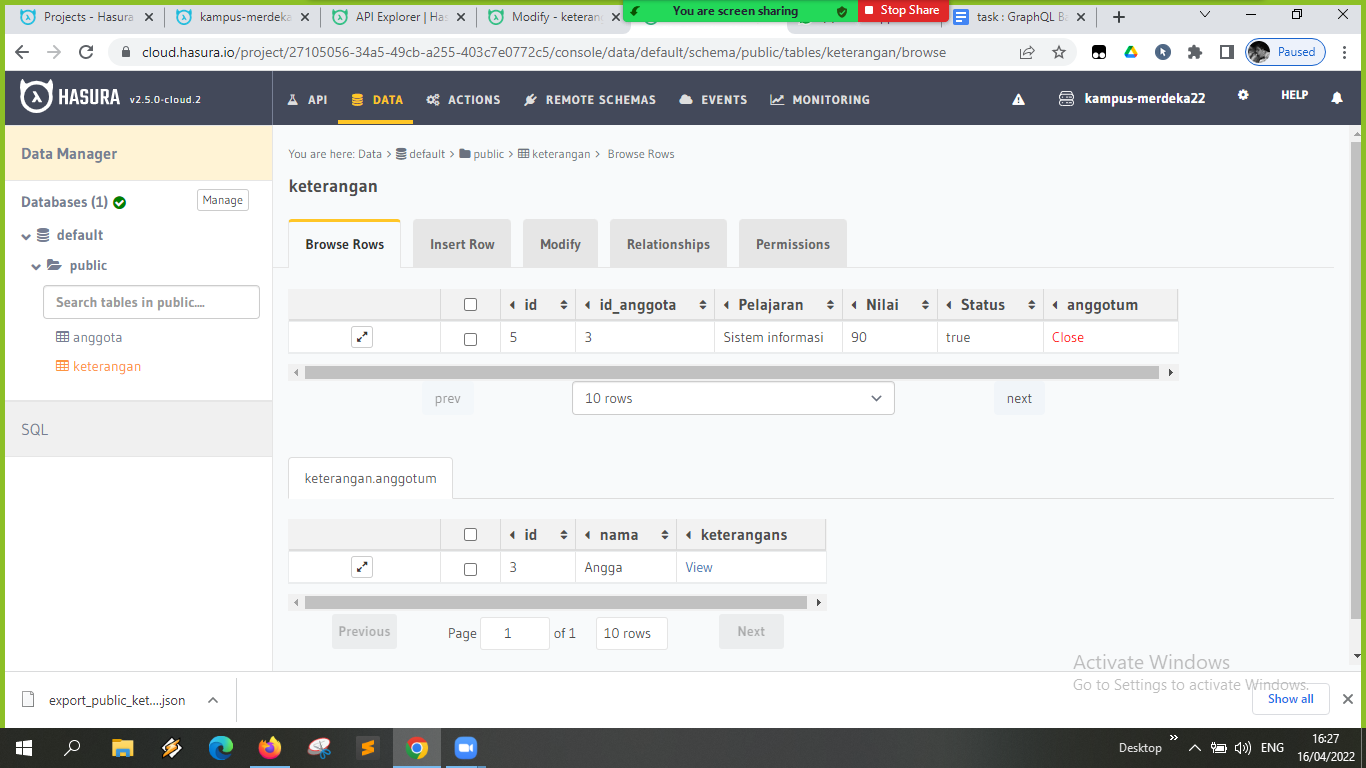 Projects - Hasura
kampus-merdeka
API Explorer | Has
Modify - keteran
You are screen sharing
Stop Share
task : GraphQL Ba
cloud.hasura.io/project/27105056-34a5-49cb-a255-403c7e0772c5/console/data/default/schema/public/tables/keterangan/browse
Paused
HASURA v2.5.0-cloud.2
API
DATA
ACTIONS
REMOTE SCHEMAS
EVENTS
MONITORING
kampus-merdeka22
HELP
Data Manager
Databases (1)
Manage
default
public
Search tables in public....
anggota
keterangan
SQL
You are here: Data > default > public > keterangan > Browse Rows
keterangan
Browse Rows
Insert Row
Modify
Relationships
Permissions
id id_anggota Pelajaran Nilai Status anggotum
5 3 Sistem informasi 90 true Close
prev
10 rows
next
keterangan.anggotum
id nama keterangans
3 Angga View
Previous
Page 1 of 1
10 rows
Next
Activate Windows
Go to Settings to activate Windows.
export_public_ket....json
Show all
Desktop
ENG
16:27
16/04/2022